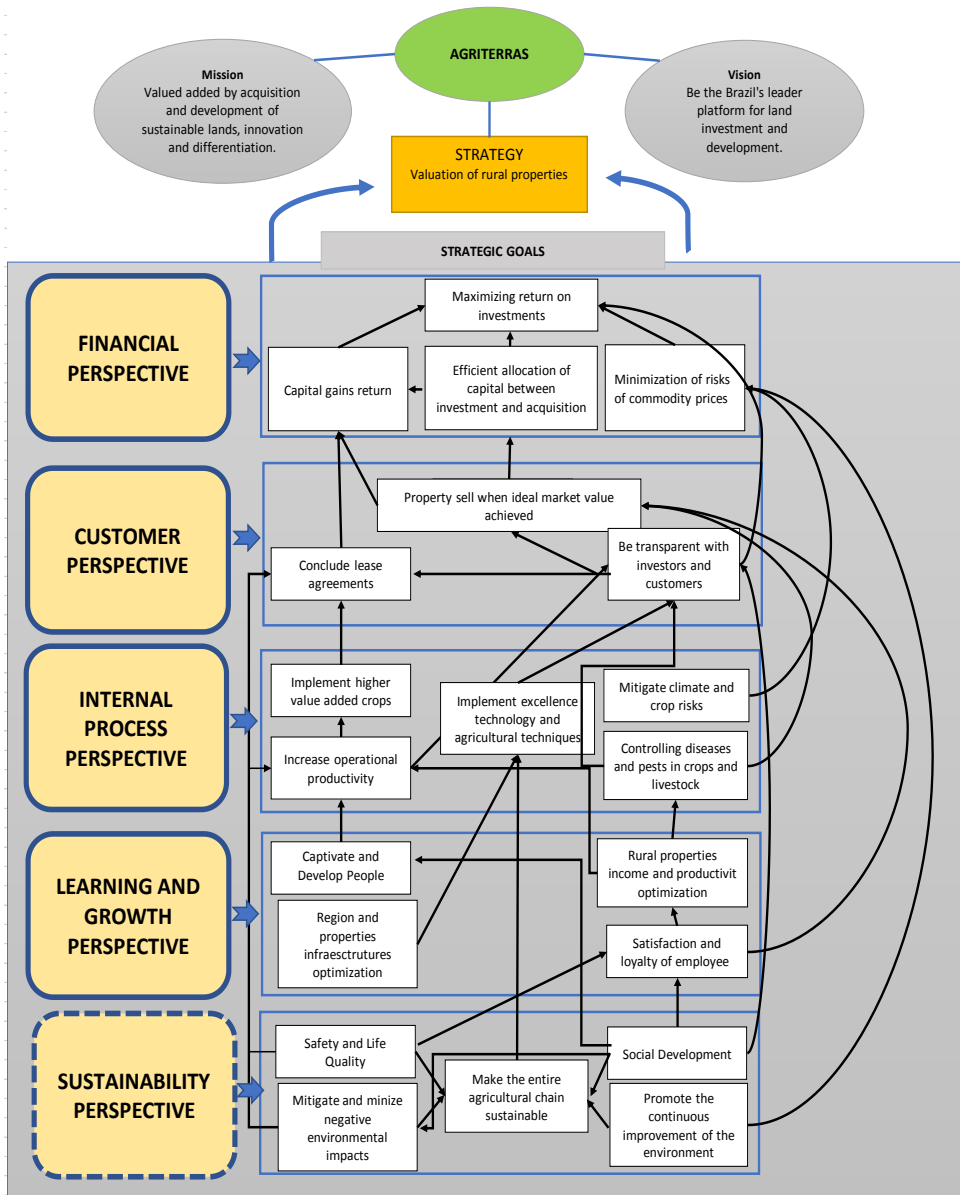 AGRITERRAS
Mission
Valued added by acquisition
and development of
sustainable lands, innovation
and differentiation.
Vision
Be the Brazil's leader
platform for land
investment and
development.
STRATEGY
Valuation of rural properties
STRATEGIC GOALS
FINANCIAL
PERSPECTIVE
Maximizing return on
investments
Capital gains return
Efficient allocation of
capital between
investment and acquisition
Minimization of risks
of commodity prices
CUSTOMER
PERSPECTIVE
Property sell when ideal market value
achieved
Conclude lease
agreements
Be transparent with
investors and
customers
INTERNAL
PROCESS
PERSPECTIVE
Implement higher
value added crops
Implement excellence
technology and
agricultural techniques
Mitigate climate and
crop risks
Increase operational
productivity
Controlling diseases
and pests in crops and
livestock
LEARNING AND
GROWTH
PERSPECTIVE
Captivate and
Develop People
Rural properties
income and productivit
optimization
Region and
properties
infraesctrutures
optimization
Satisfaction and
loyalty of employee
SUSTAINABILITY
PERSPECTIVE
Safety and Life
Quality
Social Development
Make the entire
agricultural chain
sustainable
Mitigate and minize
negative
environmental
impacts
Promote the
continuous
improvement of the
environment